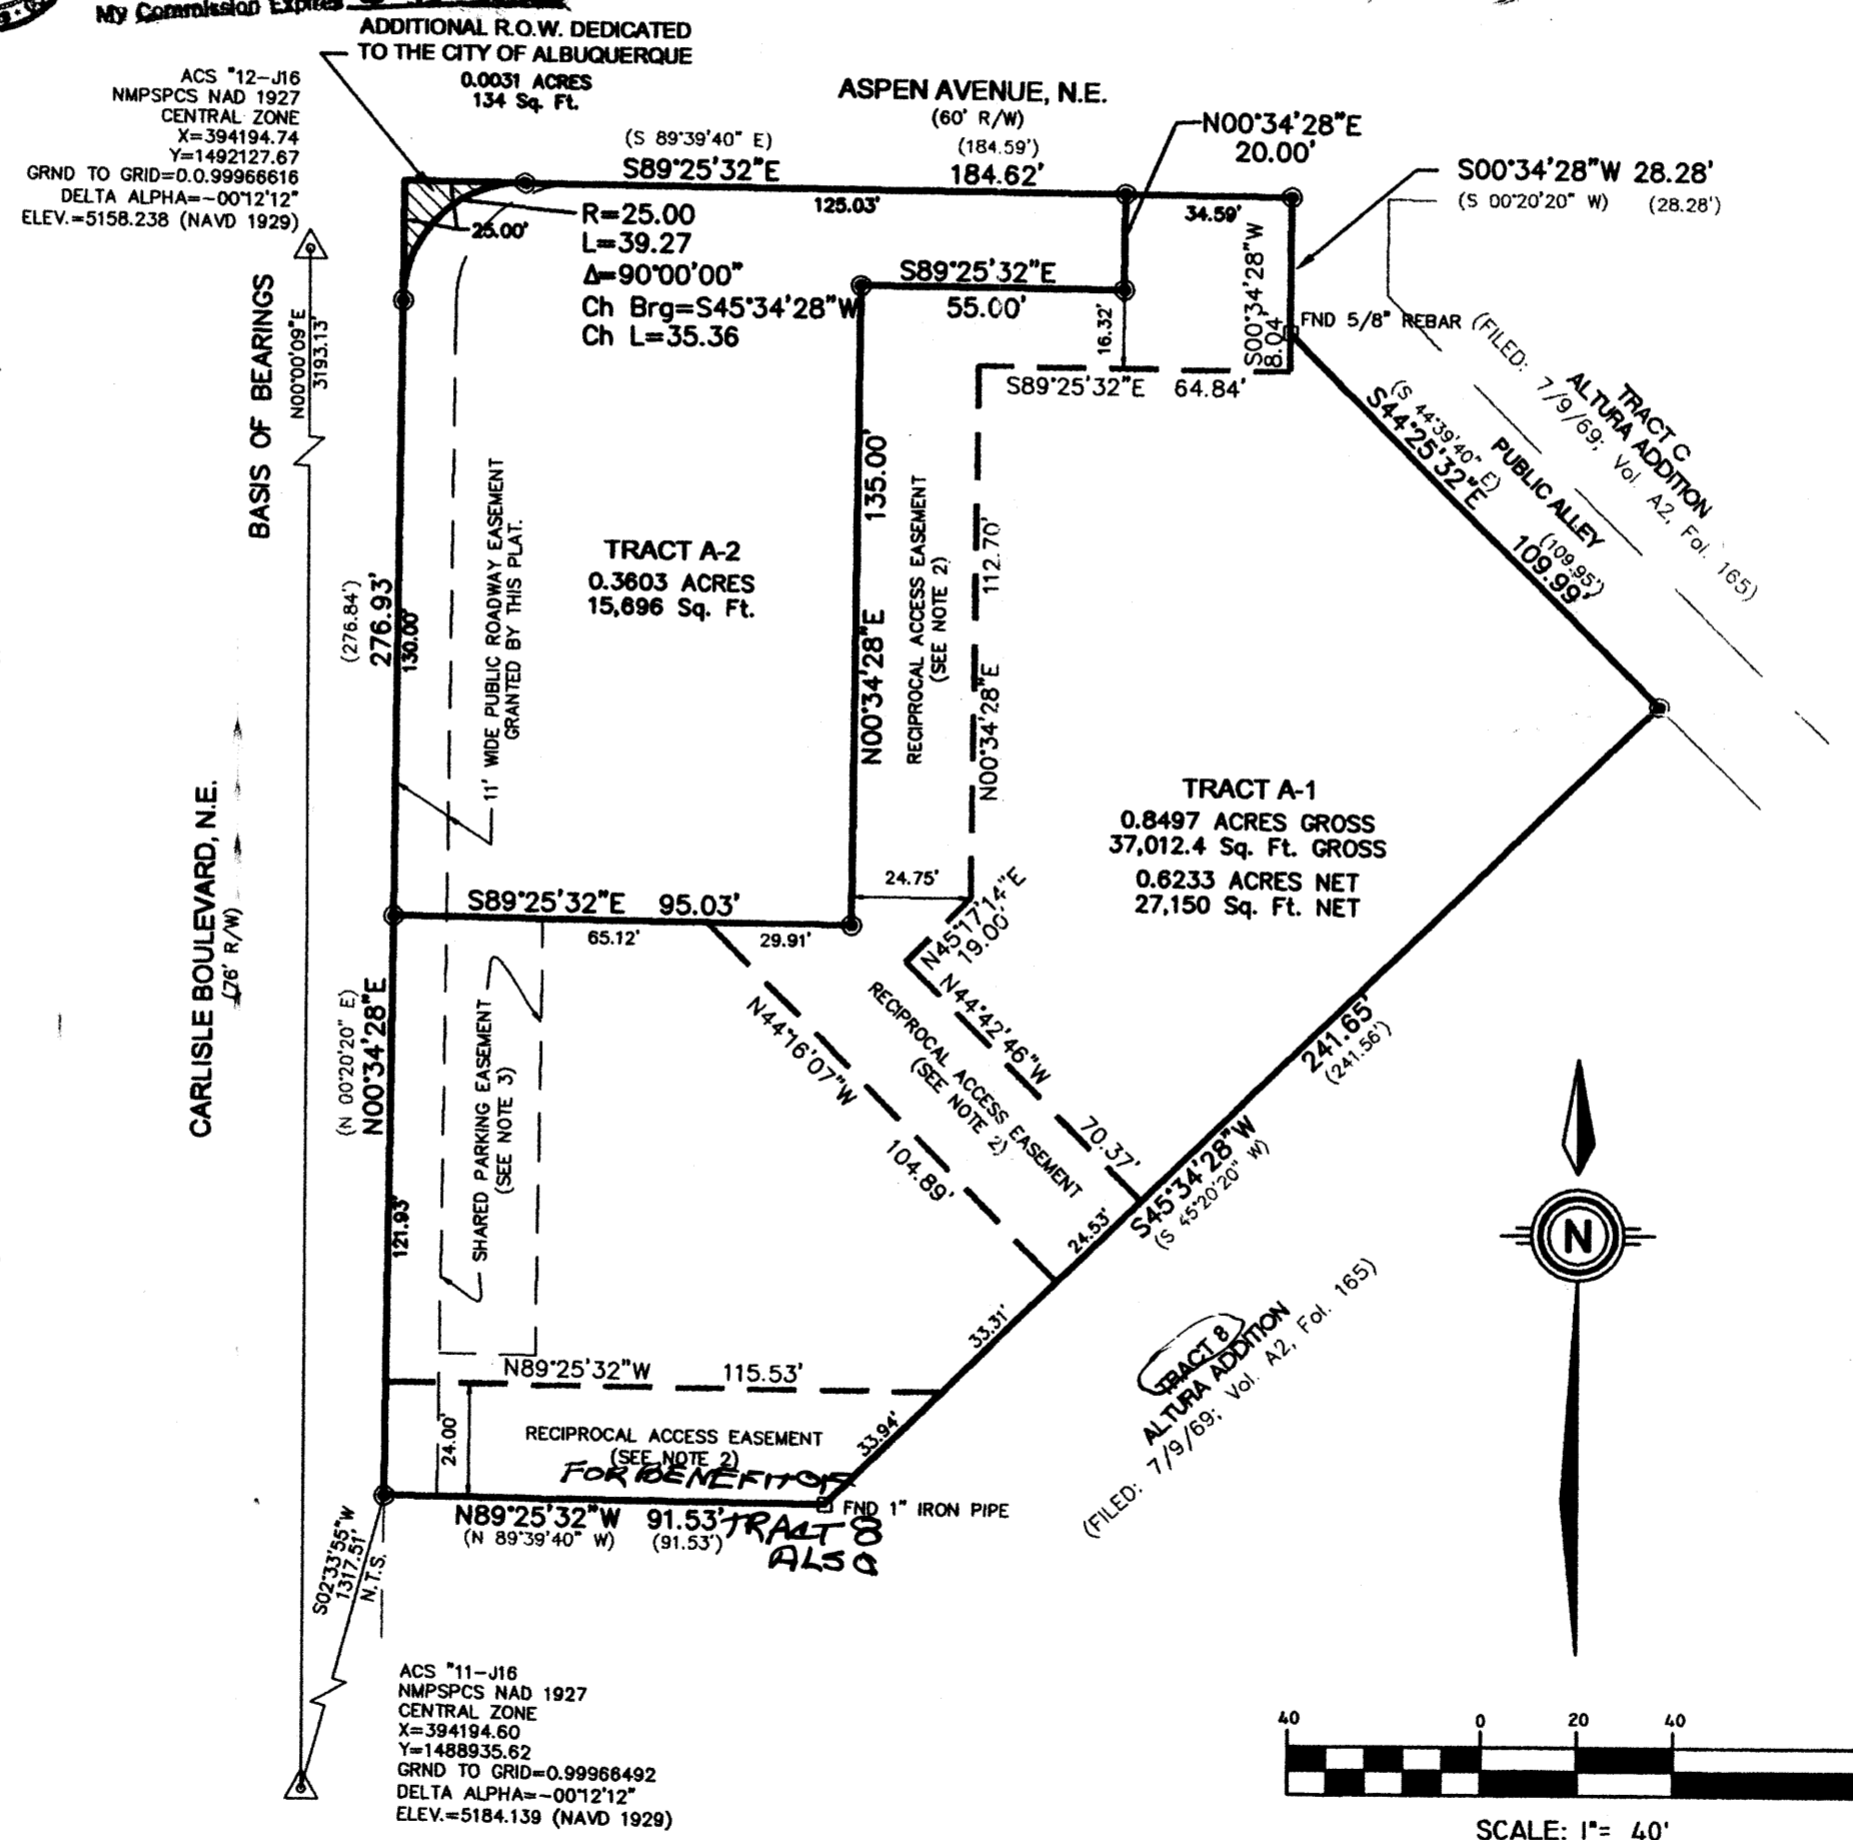 My Commission Expires
ADDITIONAL R.O.W. DEDICATED
TO THE CITY OF ALBUQUERQUE
0.0031 ACRES
134 Sq. Ft.
ACS "12-J16
NMPSPCS NAD 1927
CENTRAL ZONE
X=394194.74
Y=1492127.67
GRND TO GRID=0.0.99966616
DELTA ALPHA=-00°12'12"
ELEV.=5158.238 (NAVD 1929)
ASPEN AVENUE, N.E.
(60' R/W)
(S 89°39'40" E)
(184.59')
S89°25'32"E
184.62'
125.03'
34.59'
N00°34'28"E
20.00'
S00°34'28"W 28.28'
(S 00°20'20" W) (28.28')
25.00'
R=25.00
L=39.27
Δ=90°00'00"
Ch Brg=S45°34'28"W
Ch L=35.36
S89°25'32"E
55.00'
16.32'
S00°34'28"W
8.04'
FND 5/8" REBAR
S89°25'32"E 64.84'
BASIS OF BEARINGS
N00°00'09"E
3193.13'
(S 44°39'40" E)
S44°25'32"E
(109.95')
109.99'
PUBLIC ALLEY
TRACT C
ALTURA ADDITION
(FILED: 7/9/69; Vol. A2, Fol. 165)
TRACT A-2
0.3603 ACRES
15,696 Sq. Ft.
11' WIDE PUBLIC ROADWAY EASEMENT
GRANTED BY THIS PLAT.
(276.84')
276.93'
130.00'
N00°34'28"E 135.00'
RECIPROCAL ACCESS EASEMENT
(SEE NOTE 2)
N00°34'28"E 112.70'
TRACT A-1
0.8497 ACRES GROSS
37,012.4 Sq. Ft. GROSS
0.6233 ACRES NET
27,150 Sq. Ft. NET
CARLISLE BOULEVARD, N.E.
(76' R/W)
S89°25'32"E 95.03'
65.12'
29.91'
24.75'
N45°17'14"E
19.00'
N44°42'46"W 70.37'
RECIPROCAL ACCESS EASEMENT
(SEE NOTE 2)
N44°16'07"W 104.89'
(N 00°20'20" E)
N00°34'28"E
121.93'
SHARED PARKING EASEMENT
(SEE NOTE 3)
241.65'
(241.56')
S45°34'28"W
(S 45°20'20" W)
24.53'
33.31'
33.94'
N
TRACT 8
ALTURA ADDITION
(FILED: 7/9/69; Vol. A2, Fol. 165)
N89°25'32"W 115.53'
24.00'
RECIPROCAL ACCESS EASEMENT
(SEE NOTE 2)
FOR BENEFIT OF
TRACT 8
ALSO
N89°25'32"W 91.53'
(N 89°39'40" W) (91.53')
FND 1" IRON PIPE
S02°33'55"W
1317.51'
N.T.S.
ACS "11-J16
NMPSPCS NAD 1927
CENTRAL ZONE
X=394194.60
Y=1488935.62
GRND TO GRID=0.99966492
DELTA ALPHA=-00°12'12"
ELEV.=5184.139 (NAVD 1929)
40 0 20 40
SCALE: 1"= 40'